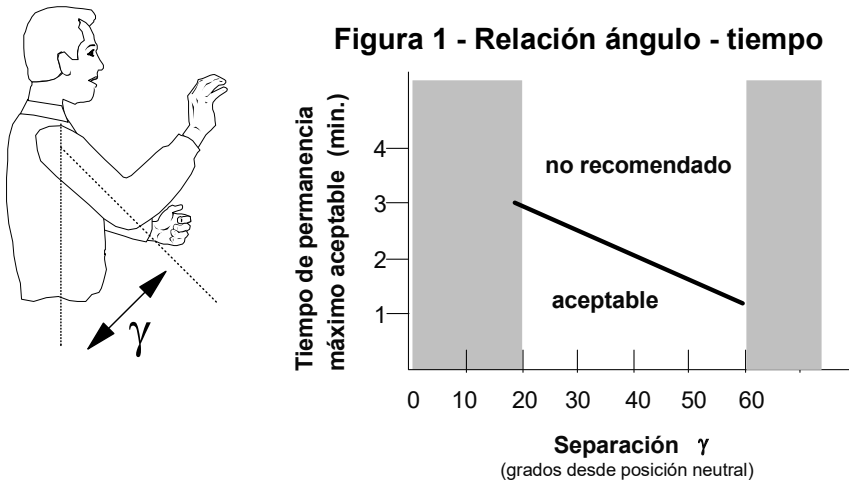 Figura 1 - Relación ángulo - tiempo
Tiempo de permanencia
máximo aceptable (min.)
4
3
2
1
no recomendado
aceptable
0 10 20 30 40 50 60
Separación γ
(grados desde posición neutral)
γ